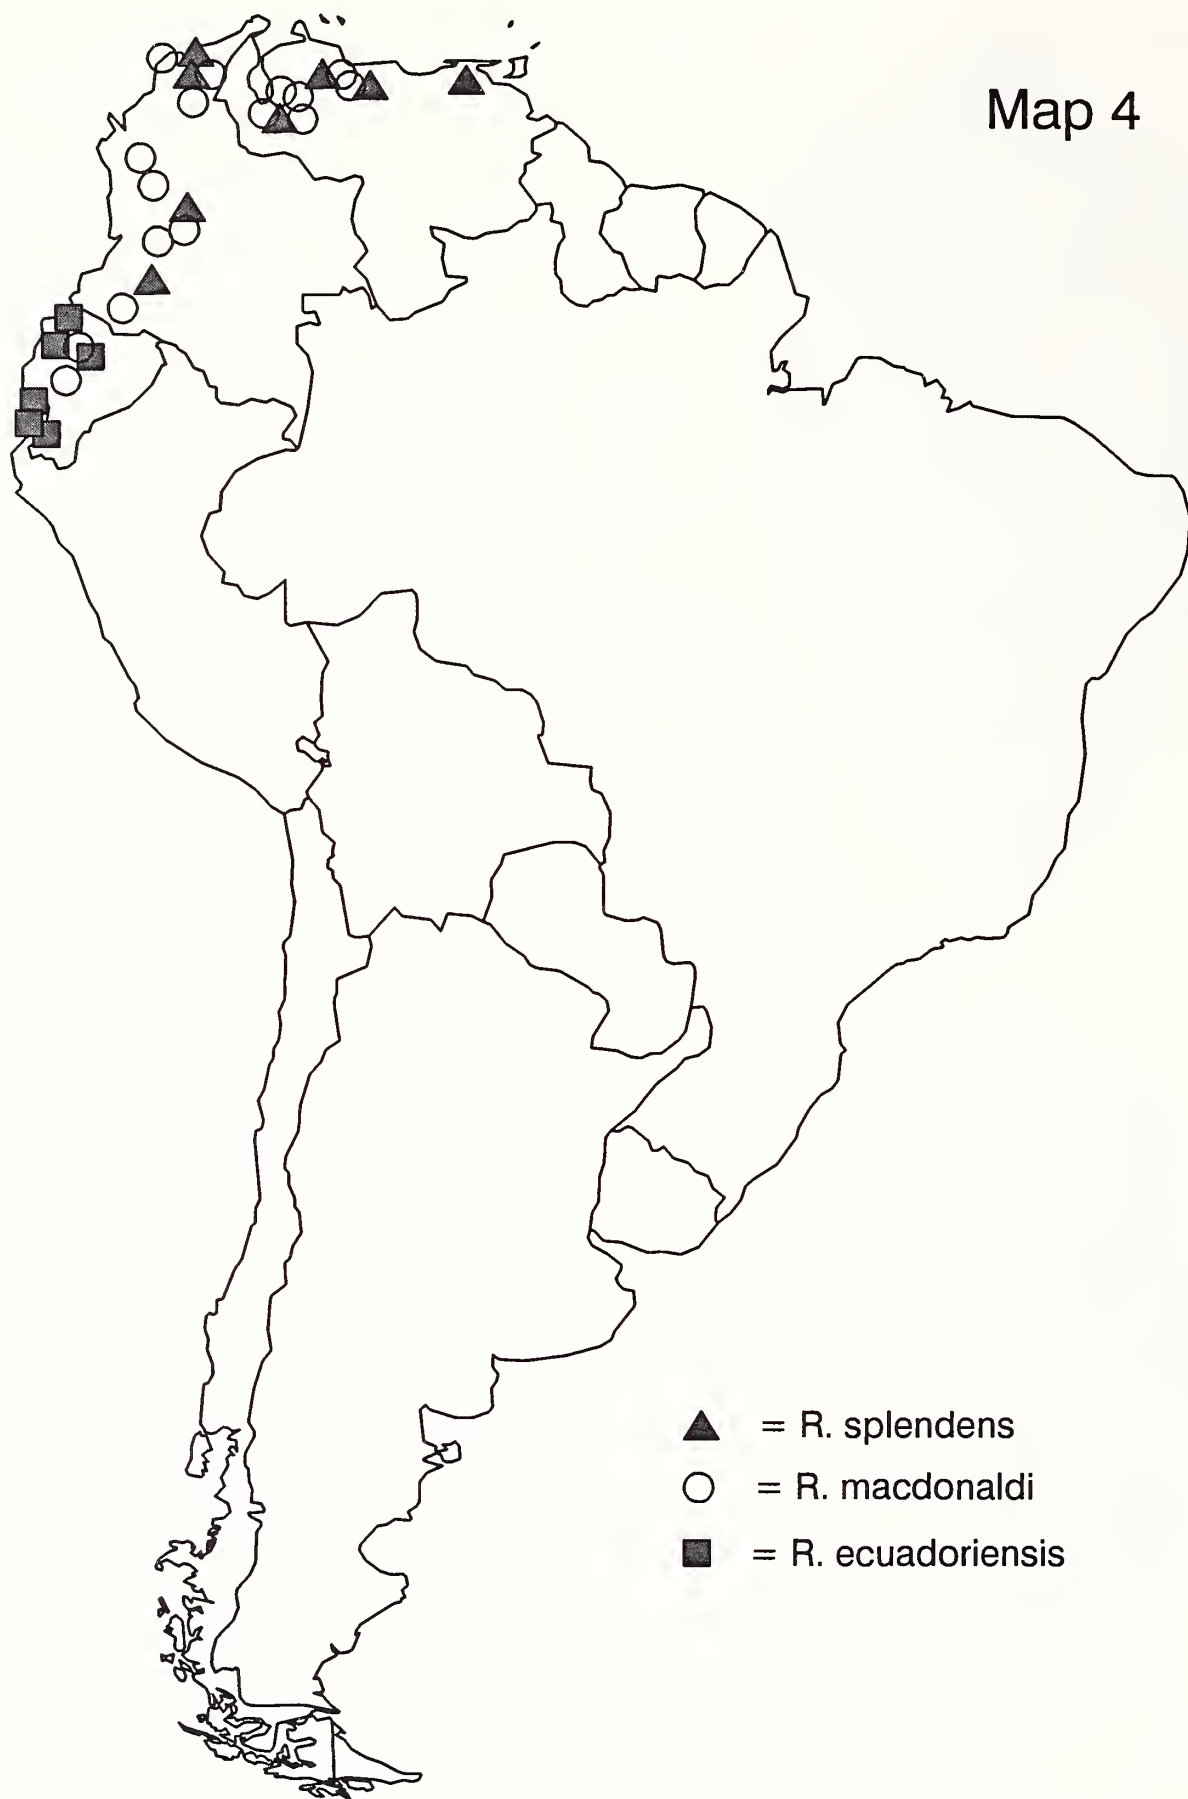 Map 4
= R. splendens
= R. macdonaldi
= R. ecuadoriensis